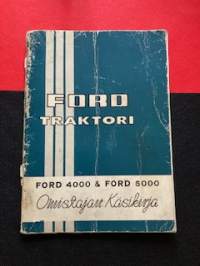 FORD
TRAKTORI
FORD 4000 & FORD 5000
Omistajan Käsikirja